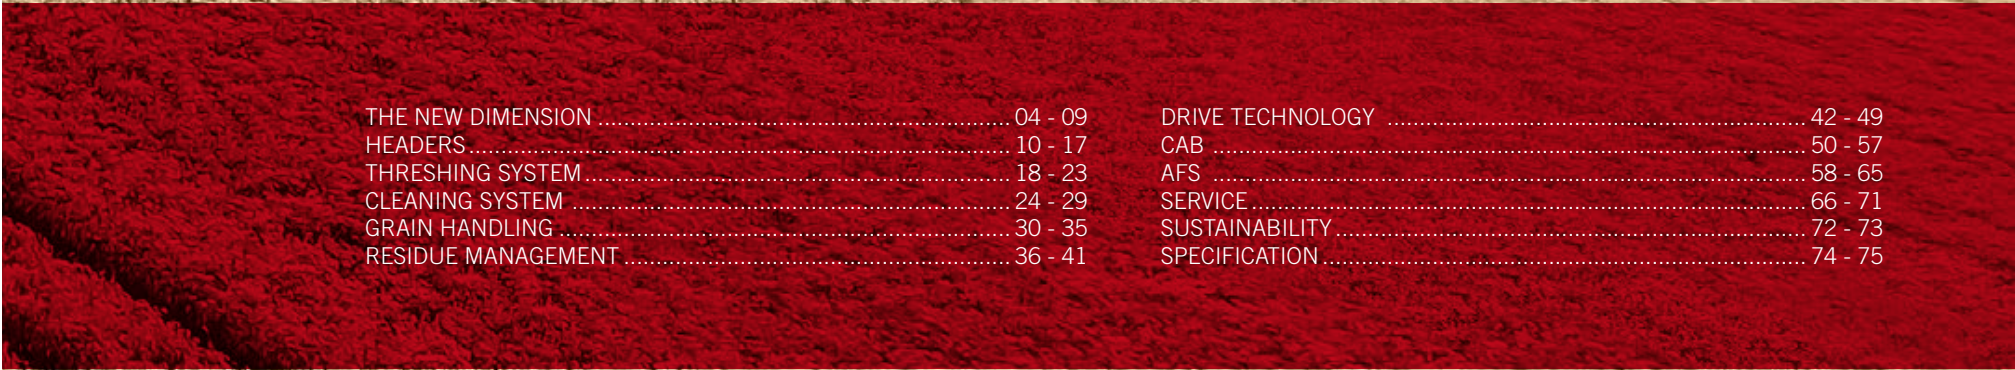 THE NEW DIMENSION ................................................................ 04 - 09
HEADERS .................................................................................... 10 - 17
THRESHING SYSTEM .................................................................. 18 - 23
CLEANING SYSTEM ..................................................................... 24 - 29
GRAIN HANDLING ...................................................................... 30 - 35
RESIDUE MANAGEMENT ............................................................ 36 - 41
DRIVE TECHNOLOGY ................................................................. 42 - 49
CAB ............................................................................................ 50 - 57
AFS ............................................................................................ 58 - 65
SERVICE ...................................................................................... 66 - 71
SUSTAINABILITY ......................................................................... 72 - 73
SPECIFICATION ........................................................................... 74 - 75